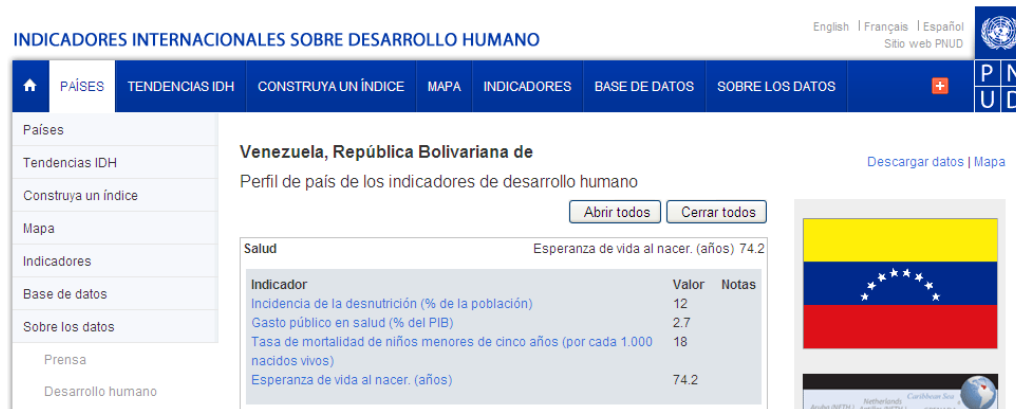 English | Français | Español
Sitio web PNUD
INDICADORES INTERNACIONALES SOBRE DESARROLLO HUMANO
PAÍSES TENDENCIAS IDH CONSTRUYA UN ÍNDICE MAPA INDICADORES BASE DE DATOS SOBRE LOS DATOS
P N
U D
Países
Tendencias IDH
Construya un índice
Mapa
Indicadores
Base de datos
Sobre los datos
Prensa
Desarrollo humano
Venezuela, República Bolivariana de
Perfil de país de los indicadores de desarrollo humano
Abrir todos Cerrar todos
Salud Esperanza de vida al nacer. (años) 74.2
Indicador Valor Notas
Incidencia de la desnutrición (% de la población) 12
Gasto público en salud (% del PIB) 2.7
Tasa de mortalidad de niños menores de cinco años (por cada 1.000 18
nacidos vivos)
Esperanza de vida al nacer. (años) 74.2
Descargar datos | Mapa
Caribbean Sea
Netherlands